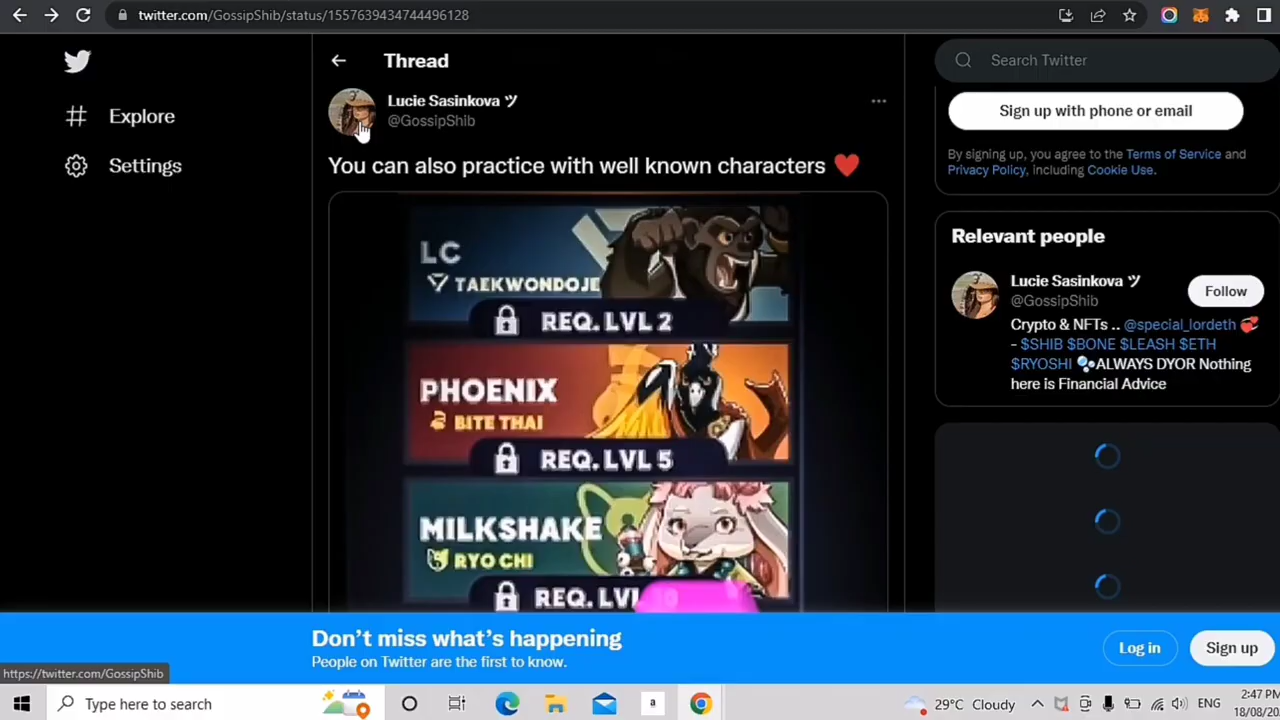 twitter.com/GossipShib/status/1557639434744496128
Explore
Settings
Thread
Lucie Sasinkova ツ
@GossipShib
You can also practice with well known characters ❤️
LC
TAEKWONDOJE
REQ. LVL 2
PHOENIX
BITE THAI
REQ. LVL 5
MILKSHAKE
RYO CHI
REQ. LVL
Search Twitter
Sign up with phone or email
By signing up, you agree to the Terms of Service and
Privacy Policy, including Cookie Use.
Relevant people
Lucie Sasinkova ツ
@GossipShib
Follow
Crypto & NFTs .. @special_lordeth 💞
- $SHIB $BONE $LEASH $ETH
$RYOSHI 🫧ALWAYS DYOR Nothing
here is Financial Advice
Don’t miss what’s happening
People on Twitter are the first to know.
Log in
Sign up
https://twitter.com/GossipShib
Type here to search
a
29°C Cloudy
ENG
2:47 PM
18/08/20